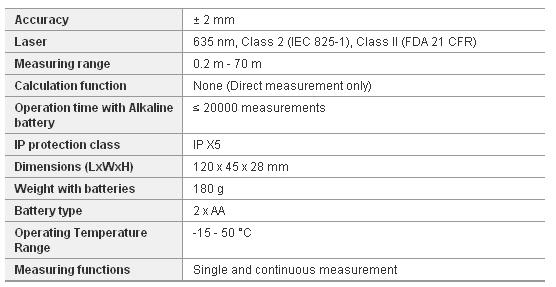 Accuracy ± 2 mm
Laser 635 nm, Class 2 (IEC 825-1), Class II (FDA 21 CFR)
Measuring range 0.2 m - 70 m
Calculation function None (Direct measurement only)
Operation time with Alkaline ≤ 20000 measurements
battery
IP protection class IP X5
Dimensions (LxWxH) 120 x 45 x 28 mm
Weight with batteries 180 g
Battery type 2 x AA
Operating Temperature -15 - 50 °C
Range
Measuring functions Single and continuous measurement